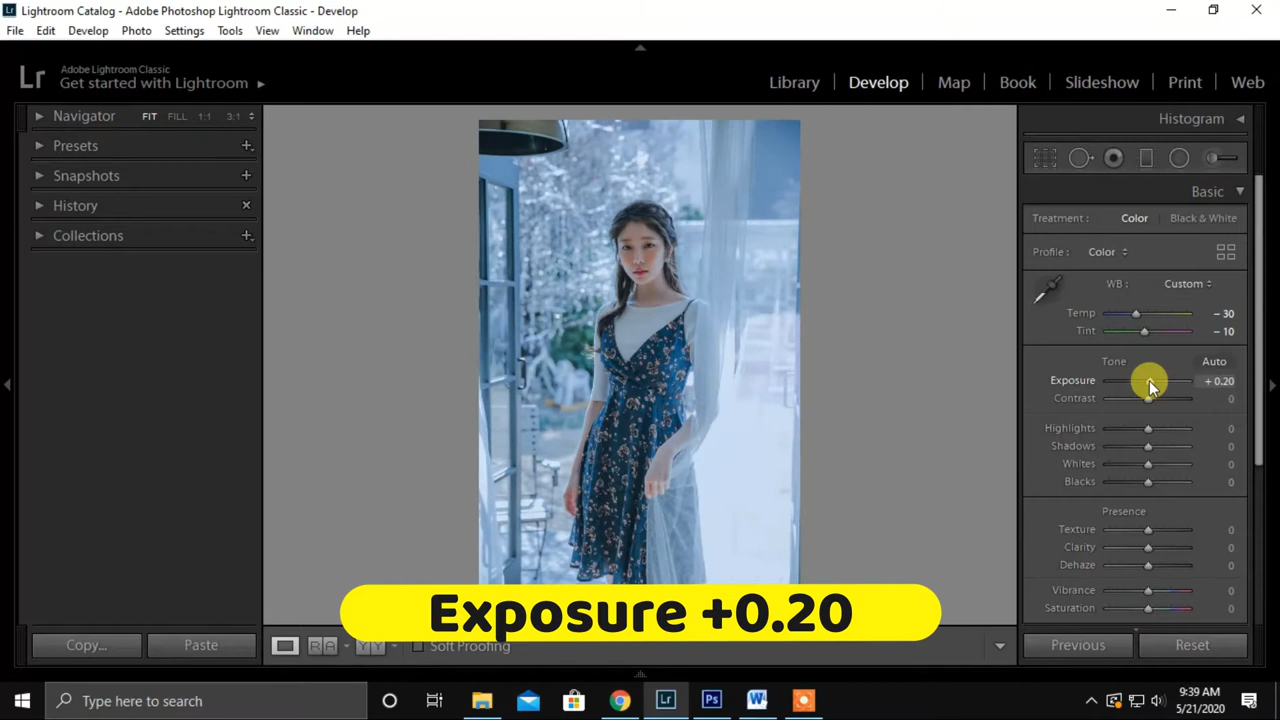 Lightroom Catalog - Adobe Photoshop Lightroom Classic - Develop
File Edit Develop Photo Settings Tools View Window Help
Lr
Adobe Lightroom Classic
Get started with Lightroom
Library | Develop | Map | Book | Slideshow | Print | Web
Navigator FIT FILL 1:1 3:1
Presets
Snapshots
History
Collections
Copy...
Paste
Histogram
Basic
Treatment : Color Black & White
Profile : Color
WB : Custom
Temp - 30
Tint - 10
Tone Auto
Exposure + 0.20
Contrast 0
Highlights 0
Shadows 0
Whites 0
Blacks 0
Presence
Texture 0
Clarity 0
Dehaze 0
Vibrance 0
Saturation 0
Exposure +0.20
RA YY Soft Proofing
Previous
Reset
Type here to search
Lr
Ps
W
9:39 AM
5/21/2020